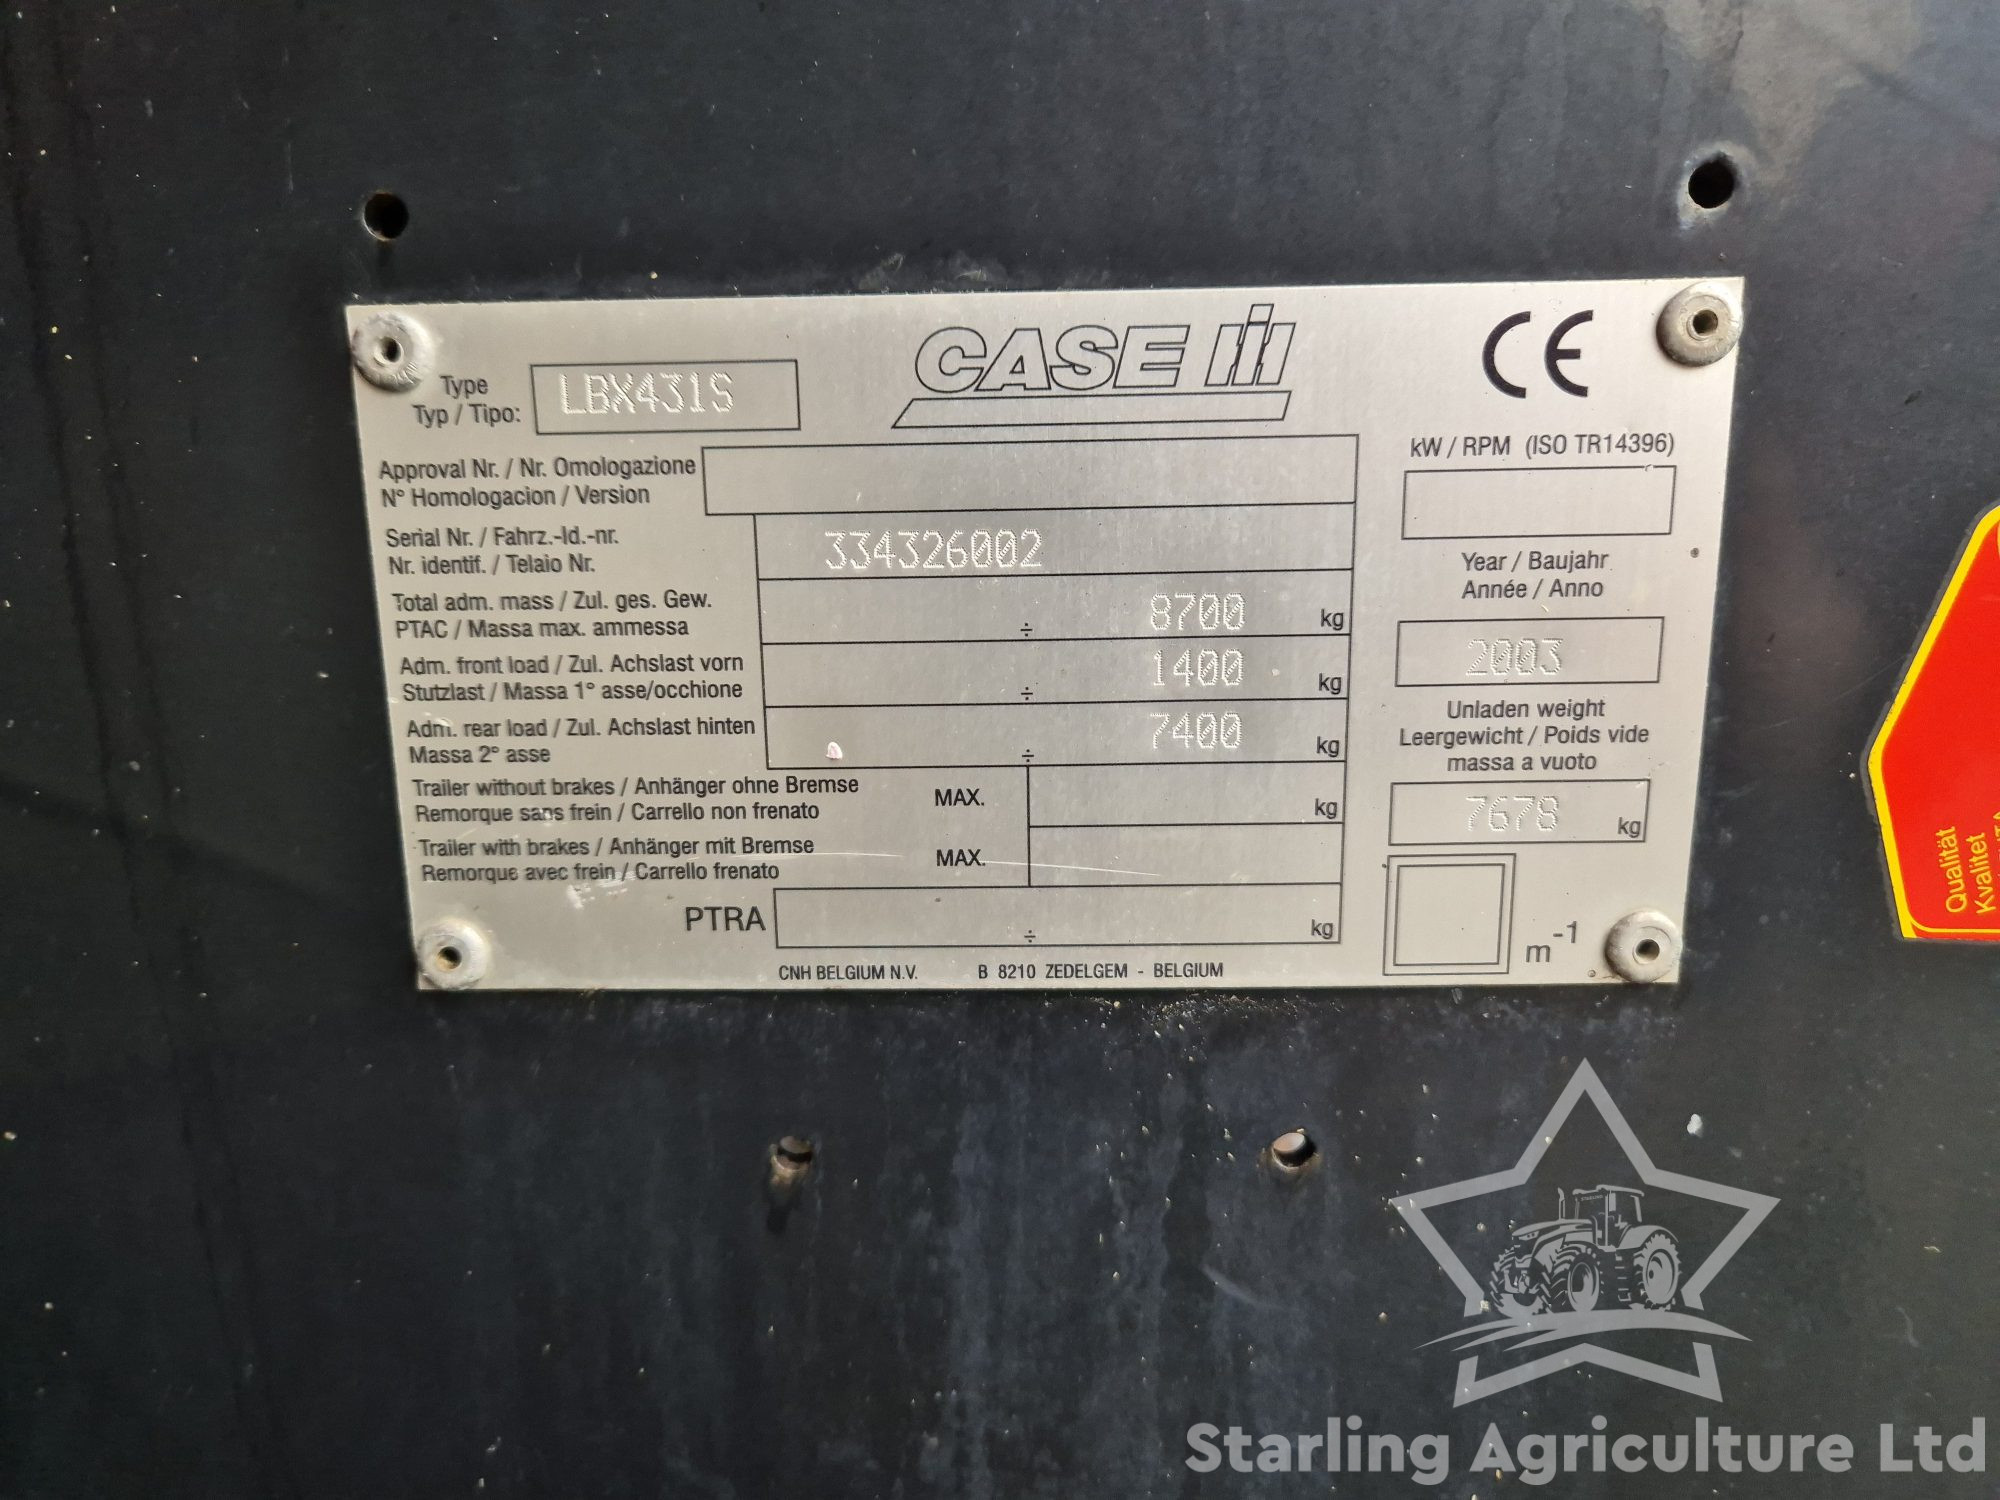 CASE III
CE
Type
Typ / Tipo:
LBX431S
Approval Nr. / Nr. Omologazione
N° Homologacion / Version
Serial Nr. / Fahrz.-Id.-nr.
Nr. identif. / Telaio Nr.
334326002
Total adm. mass / Zul. ges. Gew.
PTAC / Massa max. ammessa
÷ 8700 kg
Adm. front load / Zul. Achslast vorn
Stutzlast / Massa 1° asse/occhione
÷ 1400 kg
Adm. rear load / Zul. Achslast hinten
Massa 2° asse
÷ 7400 kg
Trailer without brakes / Anhänger ohne Bremse
Remorque sans frein / Carrello non frenato
MAX. kg
Trailer with brakes / Anhänger mit Bremse
Remorque avec frein / Carrello frenato
MAX.
PTRA ÷ kg
CNH BELGIUM N.V. B 8210 ZEDELGEM - BELGIUM
kW / RPM (ISO TR14396)
Year / Baujahr
Année / Anno
2003
Unladen weight
Leergewicht / Poids vide
massa a vuoto
7678 kg
m-1
Qualität
Kvalitet
Starling Agriculture Ltd